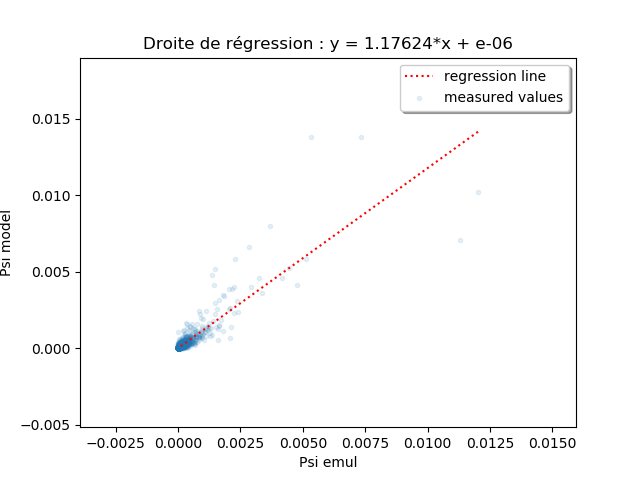 Droite de régression : y = 1.17624*x + e-06
regression line
measured values
Psi model
0.015
0.010
0.005
0.000
−0.005
−0.0025
0.0000
0.0025
0.0050
0.0075
0.0100
0.0125
0.0150
Psi emul